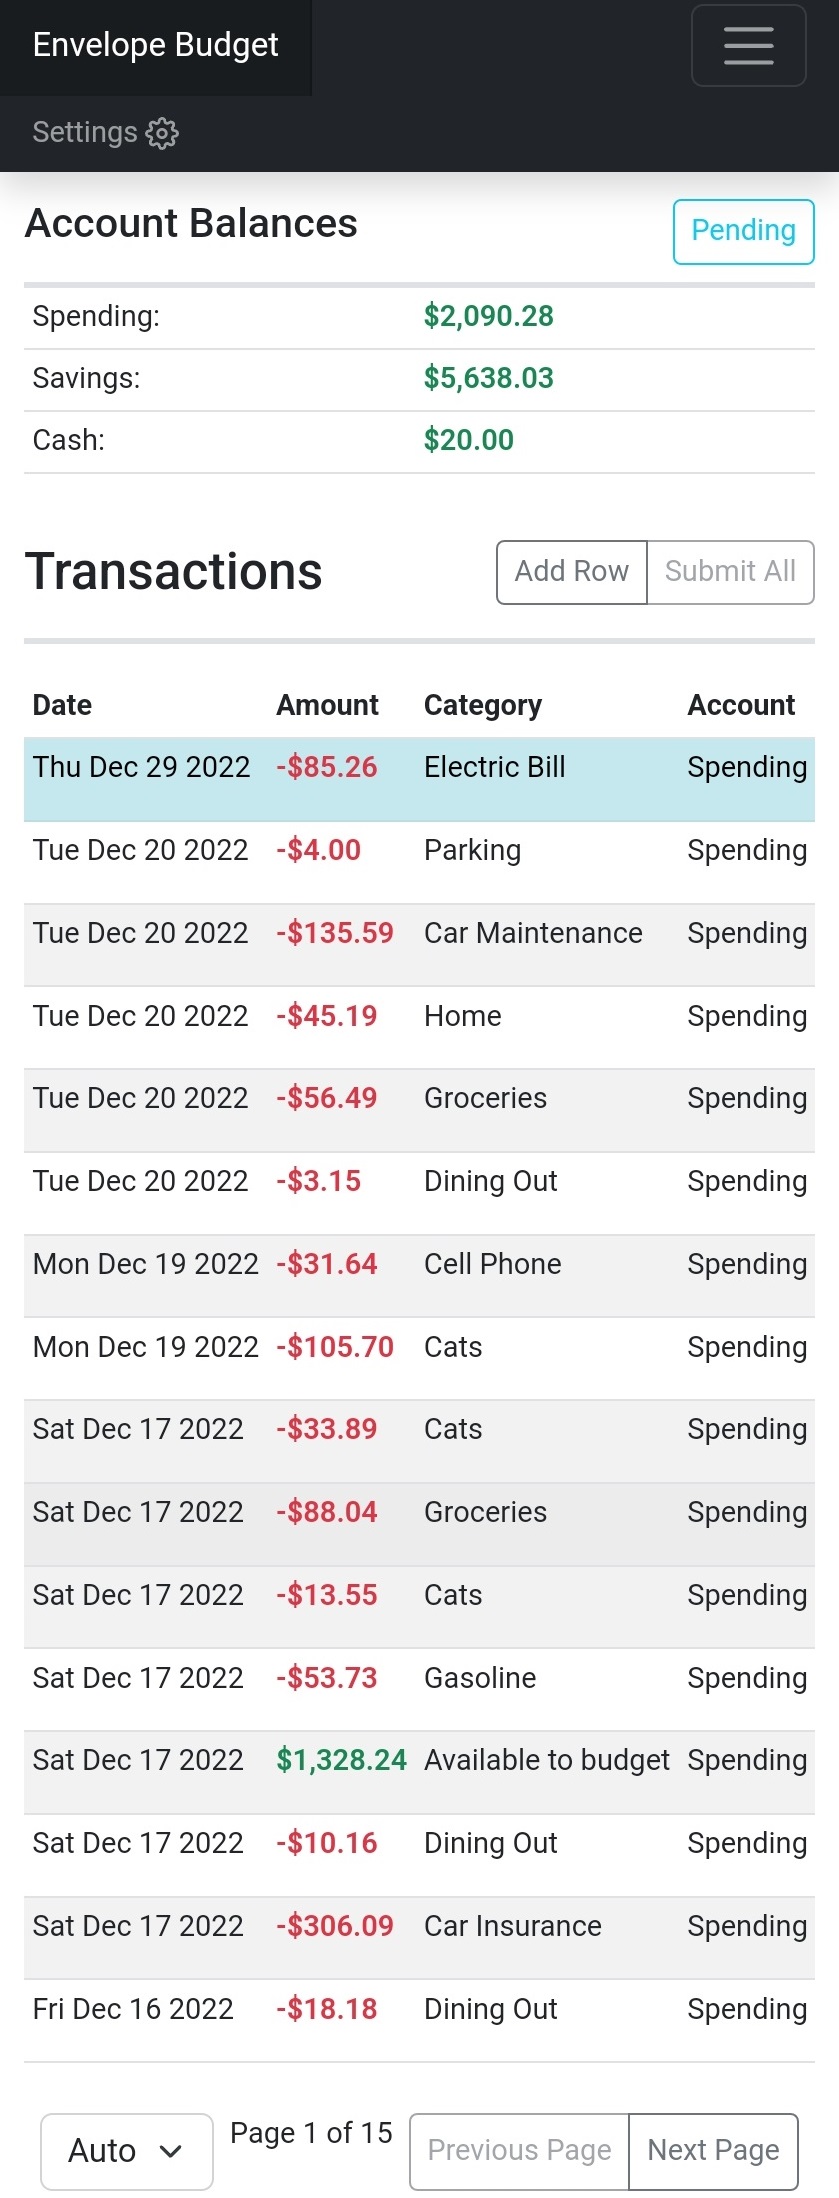 Envelope Budget
Settings
Account Balances Pending
Spending: $2,090.28
Savings: $5,638.03
Cash: $20.00
Transactions Add Row Submit All
Date Amount Category Account
Thu Dec 29 2022 -$85.26 Electric Bill Spending
Tue Dec 20 2022 -$4.00 Parking Spending
Tue Dec 20 2022 -$135.59 Car Maintenance Spending
Tue Dec 20 2022 -$45.19 Home Spending
Tue Dec 20 2022 -$56.49 Groceries Spending
Tue Dec 20 2022 -$3.15 Dining Out Spending
Mon Dec 19 2022 -$31.64 Cell Phone Spending
Mon Dec 19 2022 -$105.70 Cats Spending
Sat Dec 17 2022 -$33.89 Cats Spending
Sat Dec 17 2022 -$88.04 Groceries Spending
Sat Dec 17 2022 -$13.55 Cats Spending
Sat Dec 17 2022 -$53.73 Gasoline Spending
Sat Dec 17 2022 $1,328.24 Available to budget Spending
Sat Dec 17 2022 -$10.16 Dining Out Spending
Sat Dec 17 2022 -$306.09 Car Insurance Spending
Fri Dec 16 2022 -$18.18 Dining Out Spending
Auto Page 1 of 15 Previous Page Next Page